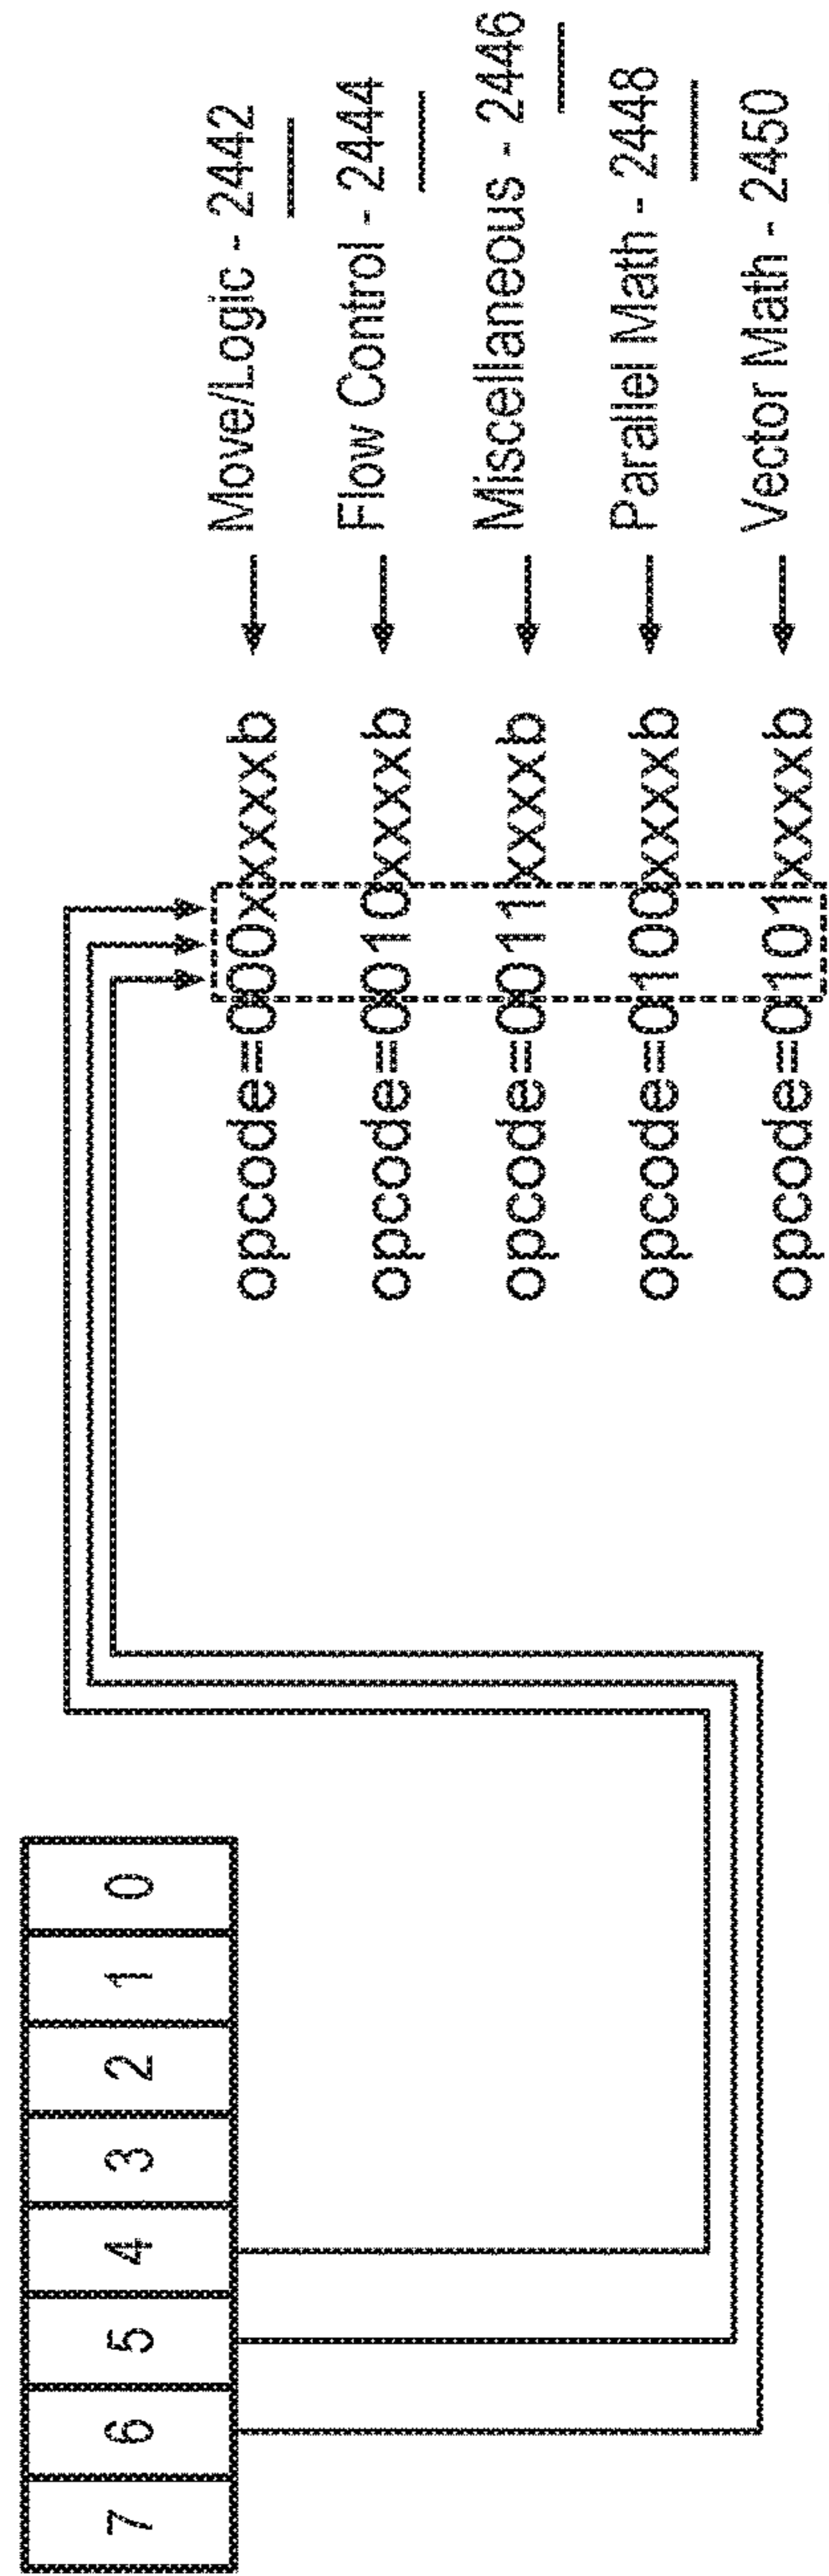 7 6 5 4 3 2 1 0
opcode=000xxxxxb ← Move/Logic - 2442
opcode=0010xxxxb ← Flow Control - 2444
opcode=0011xxxxb ← Miscellaneous - 2446
opcode=0100xxxxb ← Parallel Math - 2448
opcode=0101xxxxb ← Vector Math - 2450